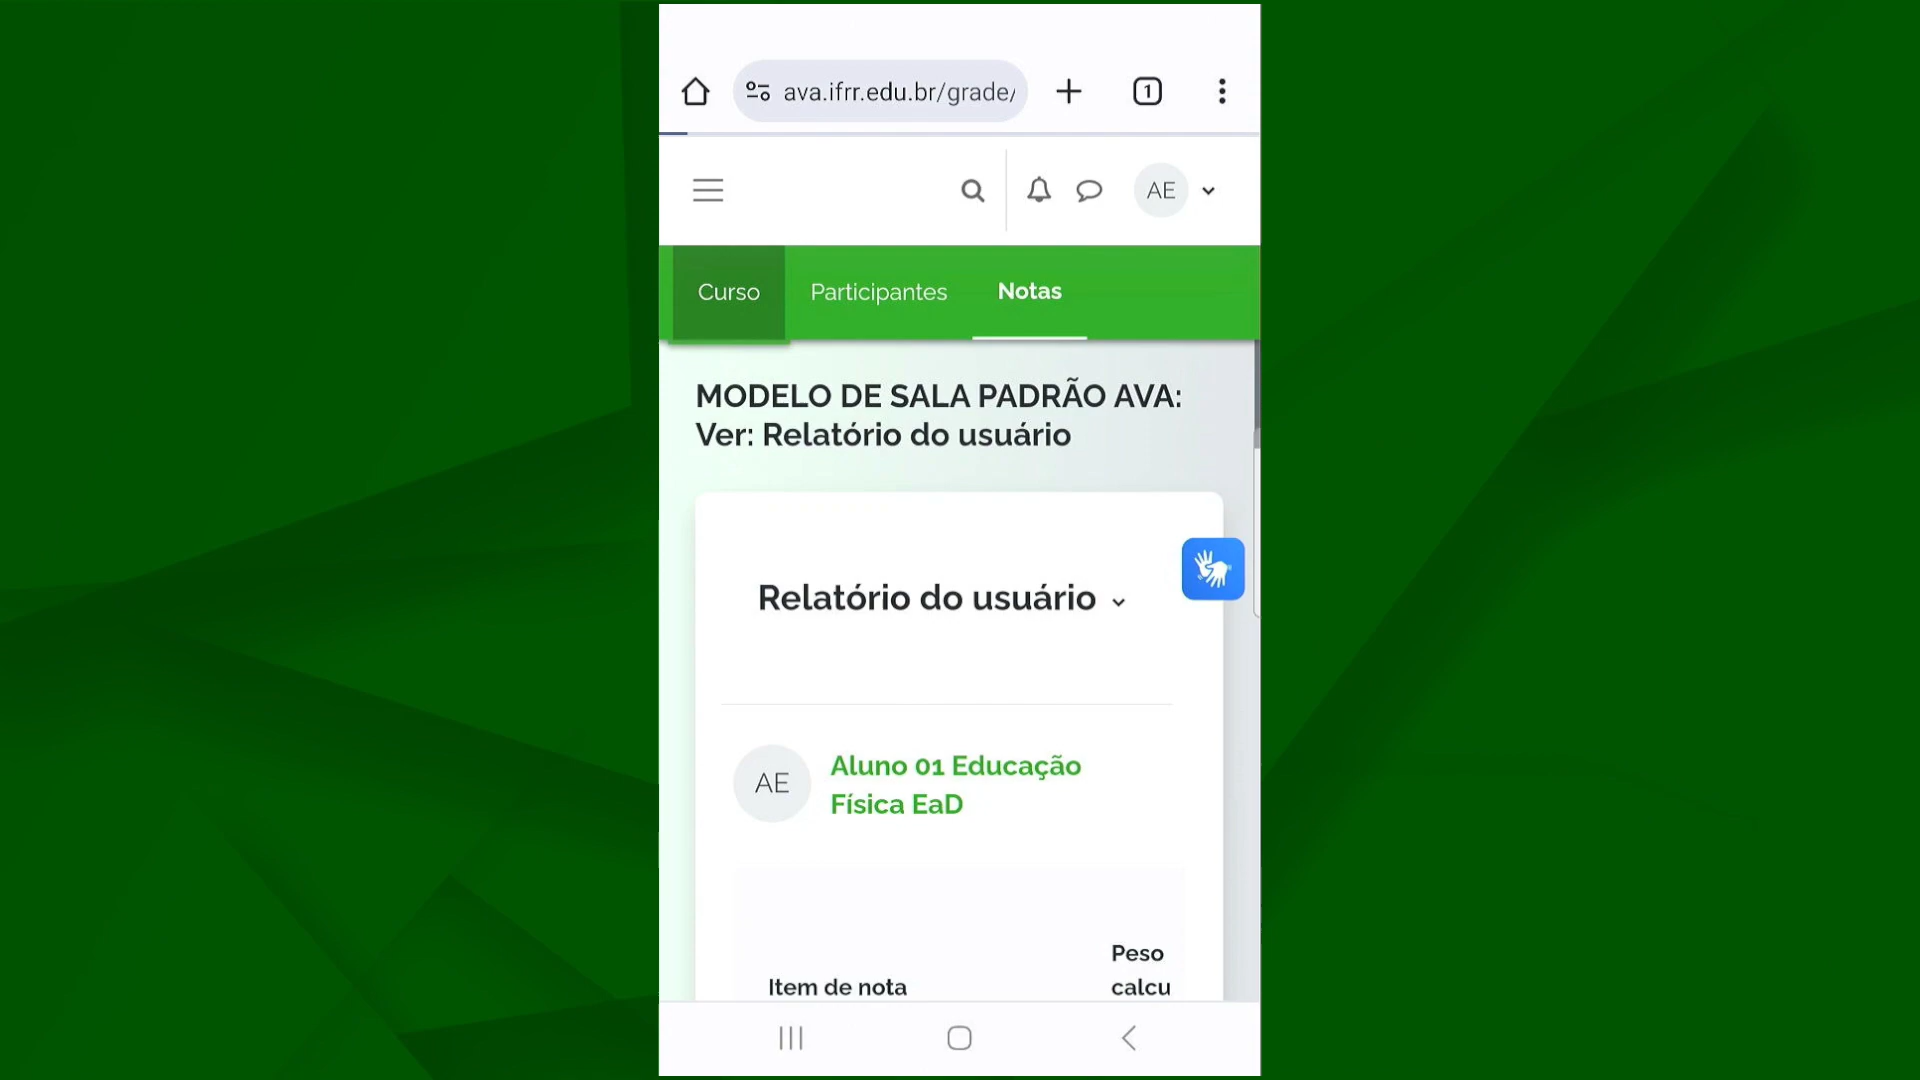 ava.ifrr.edu.br/grade/
1
AE
Curso Participantes Notas
MODELO DE SALA PADRÃO AVA:
Ver: Relatório do usuário
Relatório do usuário
AE
Aluno 01 Educação
Física EaD
Peso
Item de nota calcu